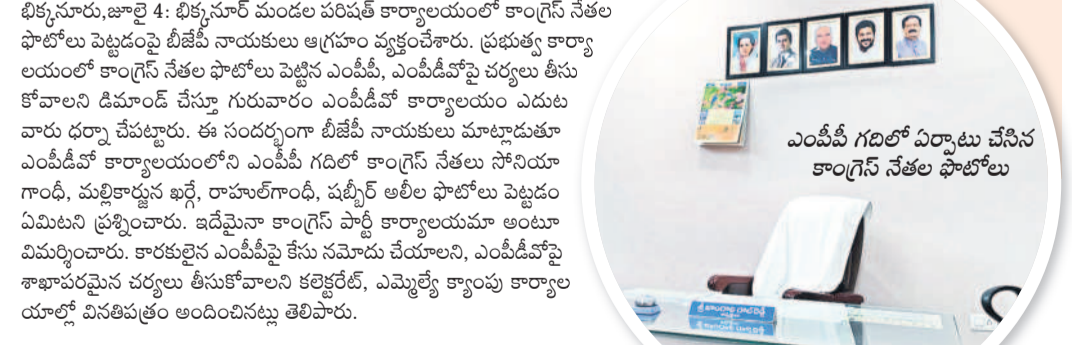 భిక్కనూరు,జూలై 4: భిక్కనూర్ మండల పరిషత్ కార్యాలయంలో కాంగ్రెస్ నేతల
ఫొటోలు పెట్టడంపై బీజేపీ నాయకులు ఆగ్రహం వ్యక్తంచేశారు. ప్రభుత్వ కార్యా
లయంలో కాంగ్రెస్ నేతల ఫొటోలు పెట్టిన ఎంపీపీ, ఎంపీడీవోపై చర్యలు తీసు
కోవాలని డిమాండ్ చేస్తూ గురువారం ఎంపీడీవో కార్యాలయం ఎదుట
వారు ధర్నా చేపట్టారు. ఈ సందర్భంగా బీజేపీ నాయకులు మాట్లాడుతూ
ఎంపీడీవో కార్యాలయంలోని ఎంపీపీ గదిలో కాంగ్రెస్ నేతలు సోనియా
గాంధీ, మల్లికార్జున ఖర్గే, రాహుల్‌గాంధీ, షబ్బీర్ అలీల ఫొటోలు పెట్టడం
ఏమిటని ప్రశ్నించారు. ఇదేమైనా కాంగ్రెస్ పార్టీ కార్యాలయమా అంటూ
విమర్శించారు. కారకులైన ఎంపీపీపై కేసు నమోదు చేయాలని, ఎంపీడీవోపై
శాఖాపరమైన చర్యలు తీసుకోవాలని కలెక్టరేట్, ఎమ్మెల్యే క్యాంపు కార్యాల
యాల్లో వినతిపత్రం అందించినట్లు తెలిపారు.
ఎంపీపీ గదిలో ఏర్పాటు చేసిన
కాంగ్రెస్ నేతల ఫొటోలు